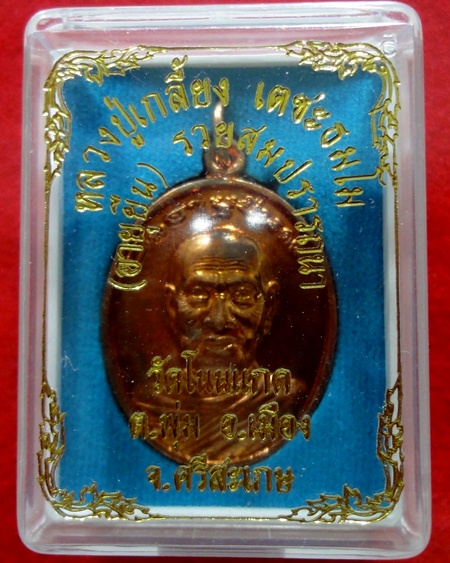 หลวงปู่เกลี้ยง เตชะธมฺโม
(อายุยืน) รวยสมปรารถนา
วัดโนนแกด
ต.พุ่ม อ.เมือง
จ.ศรีสะเกษ